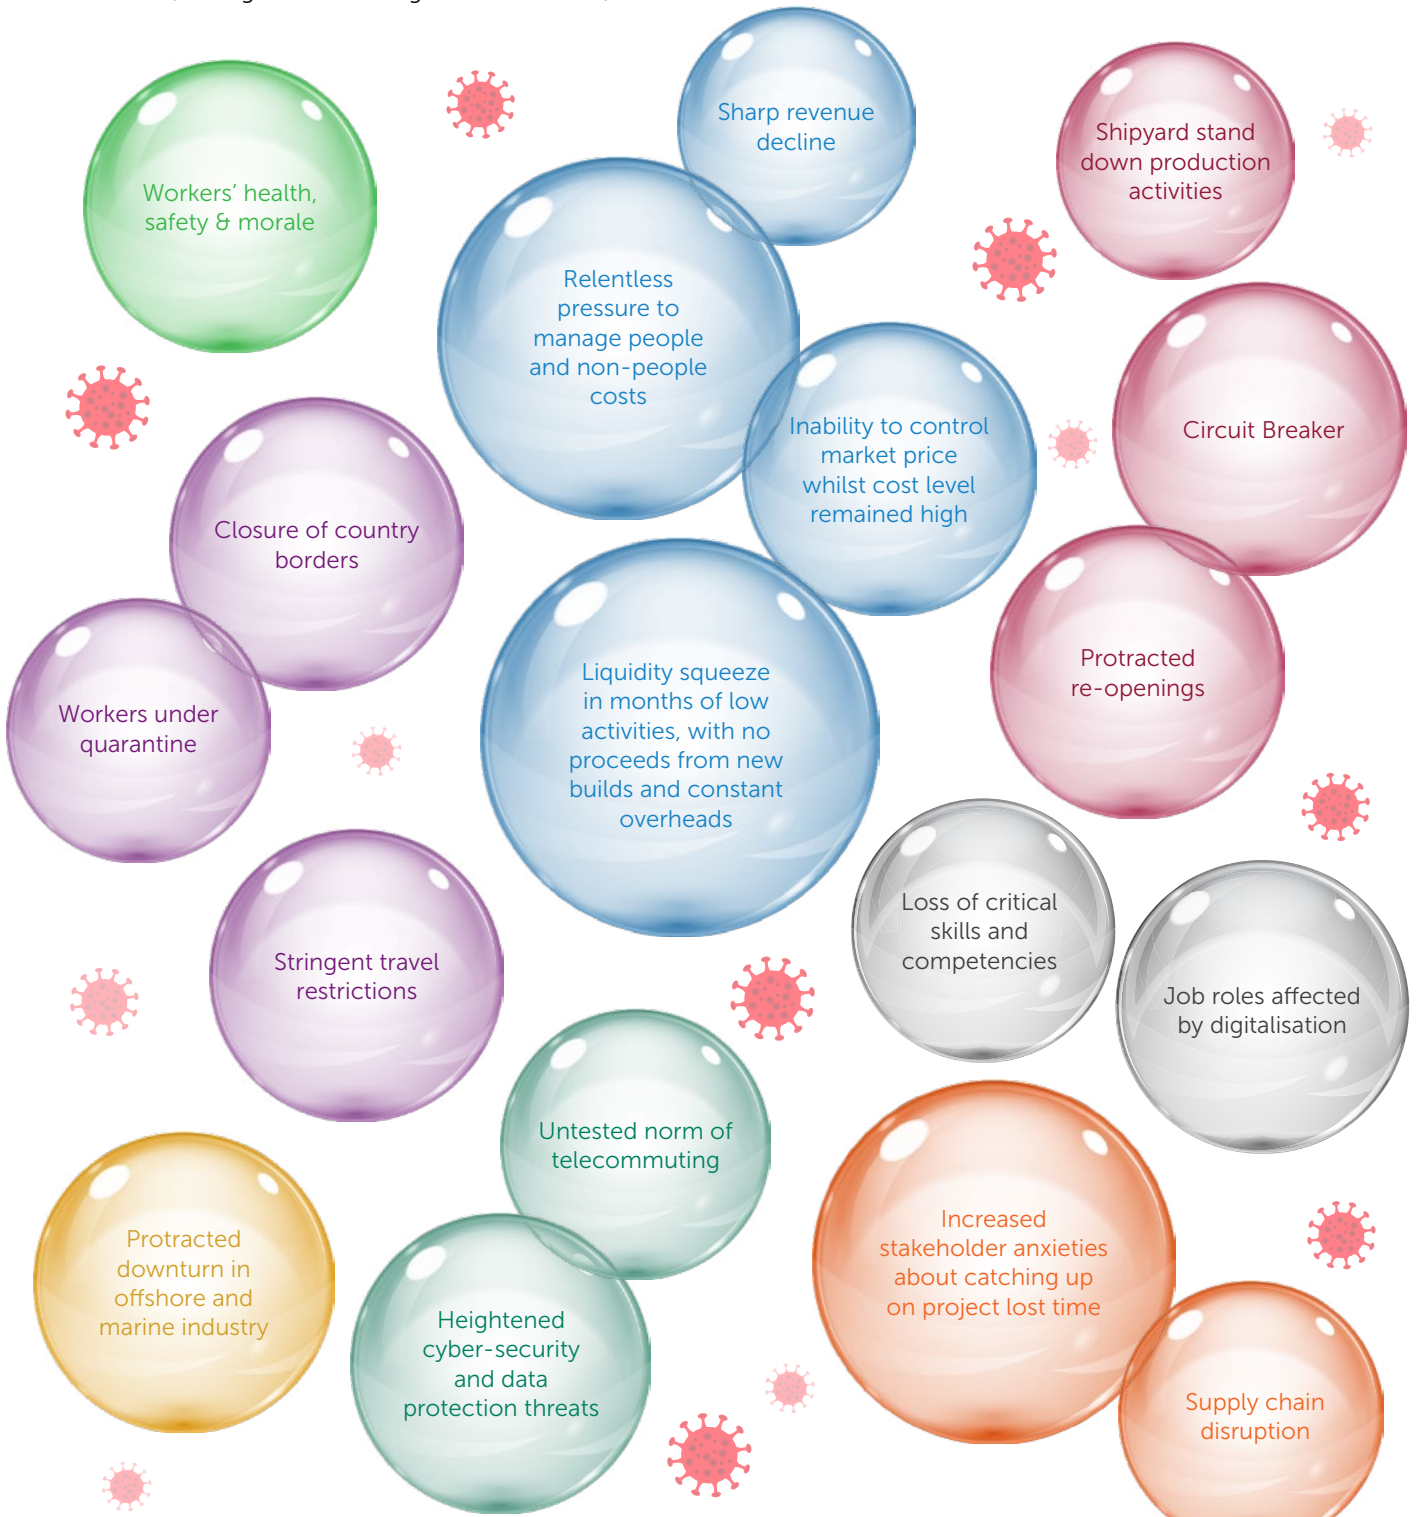 Sharp revenue
decline
Shipyard stand
down production
activities
Workers' health,
safety & morale
Relentless
pressure to
manage people
and non-people
costs
Inability to control
market price
whilst cost level
remained high
Circuit Breaker
Closure of country
borders
Workers under
quarantine
Liquidity squeeze
in months of low
activities, with no
proceeds from new
builds and constant
overheads
Protracted
re-openings
Loss of critical
skills and
competencies
Job roles affected
by digitalisation
Stringent travel
restrictions
Untested norm of
telecommuting
Protracted
downturn in
offshore and
marine industry
Heightened
cyber-security
and data
protection threats
Increased
stakeholder anxieties
about catching up
on project lost time
Supply chain
disruption